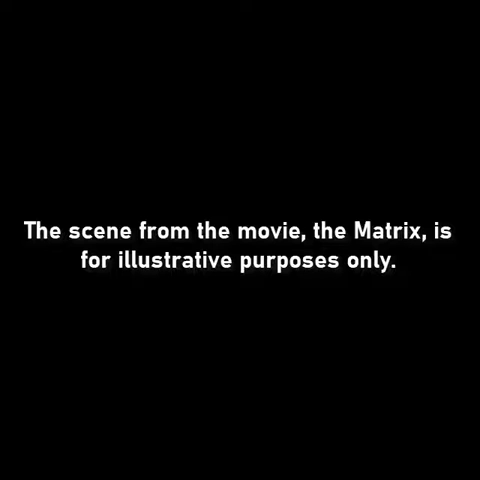 The scene from the movie, the Matrix, is
for illustrative purposes only.